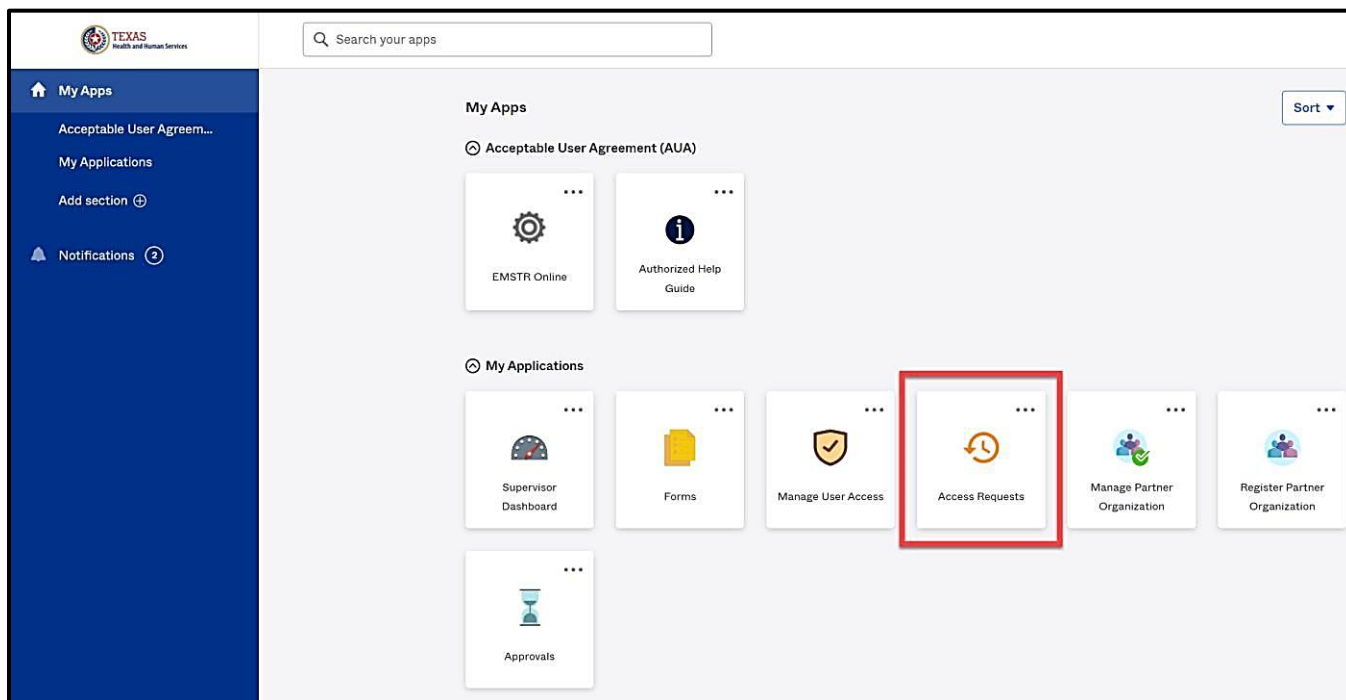 TEXAS
Health and Human Services
Search your apps
My Apps
Acceptable User Agreem...
My Applications
Add section
Notifications 2
My Apps
Sort
Acceptable User Agreement (AUA)
EMSTR Online
Authorized Help
Guide
My Applications
Supervisor
Dashboard
Forms
Manage User Access
Access Requests
Manage Partner
Organization
Register Partner
Organization
Approvals